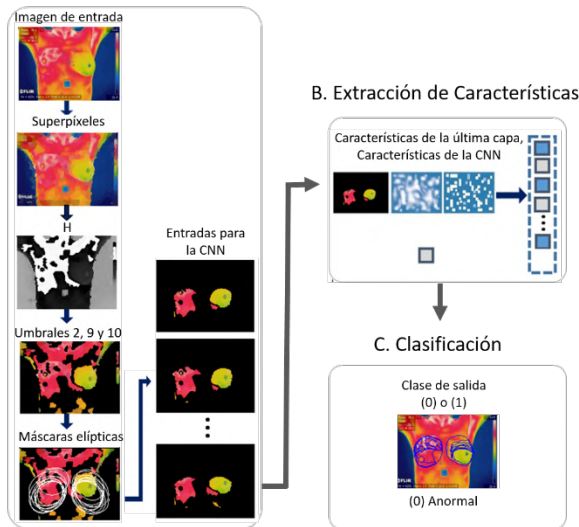 Imagen de entrada
Superpíxeles
H
Umbrales 2, 9 y 10
Máscaras elípticas
Entradas para
la CNN
B. Extracción de Características
Características de la última capa,
Características de la CNN
C. Clasificación
Clase de salida
(0) o (1)
(0) Anormal